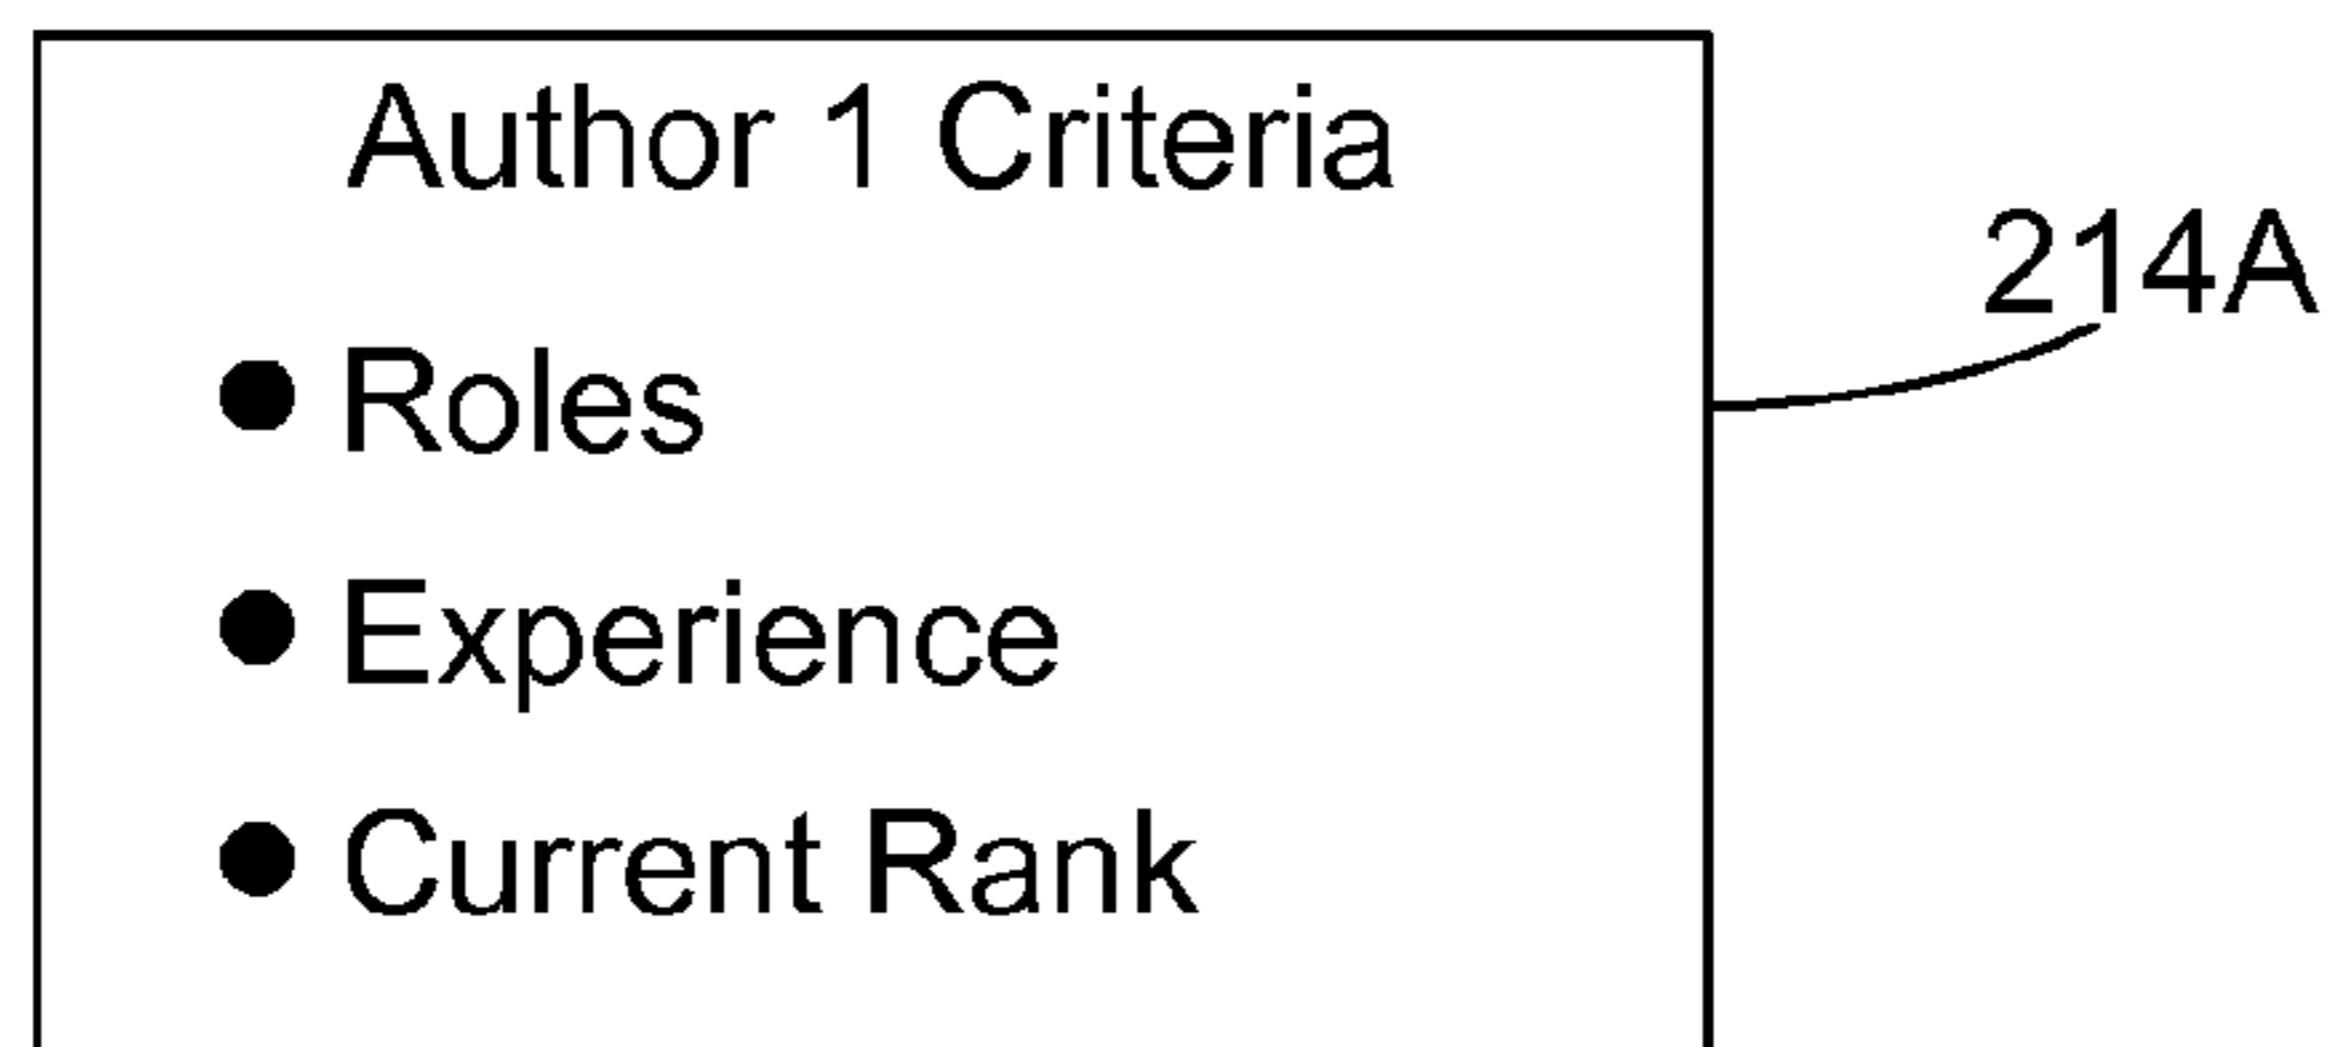 Author 1 Criteria
214A
● Roles
● Experience
● Current Rank